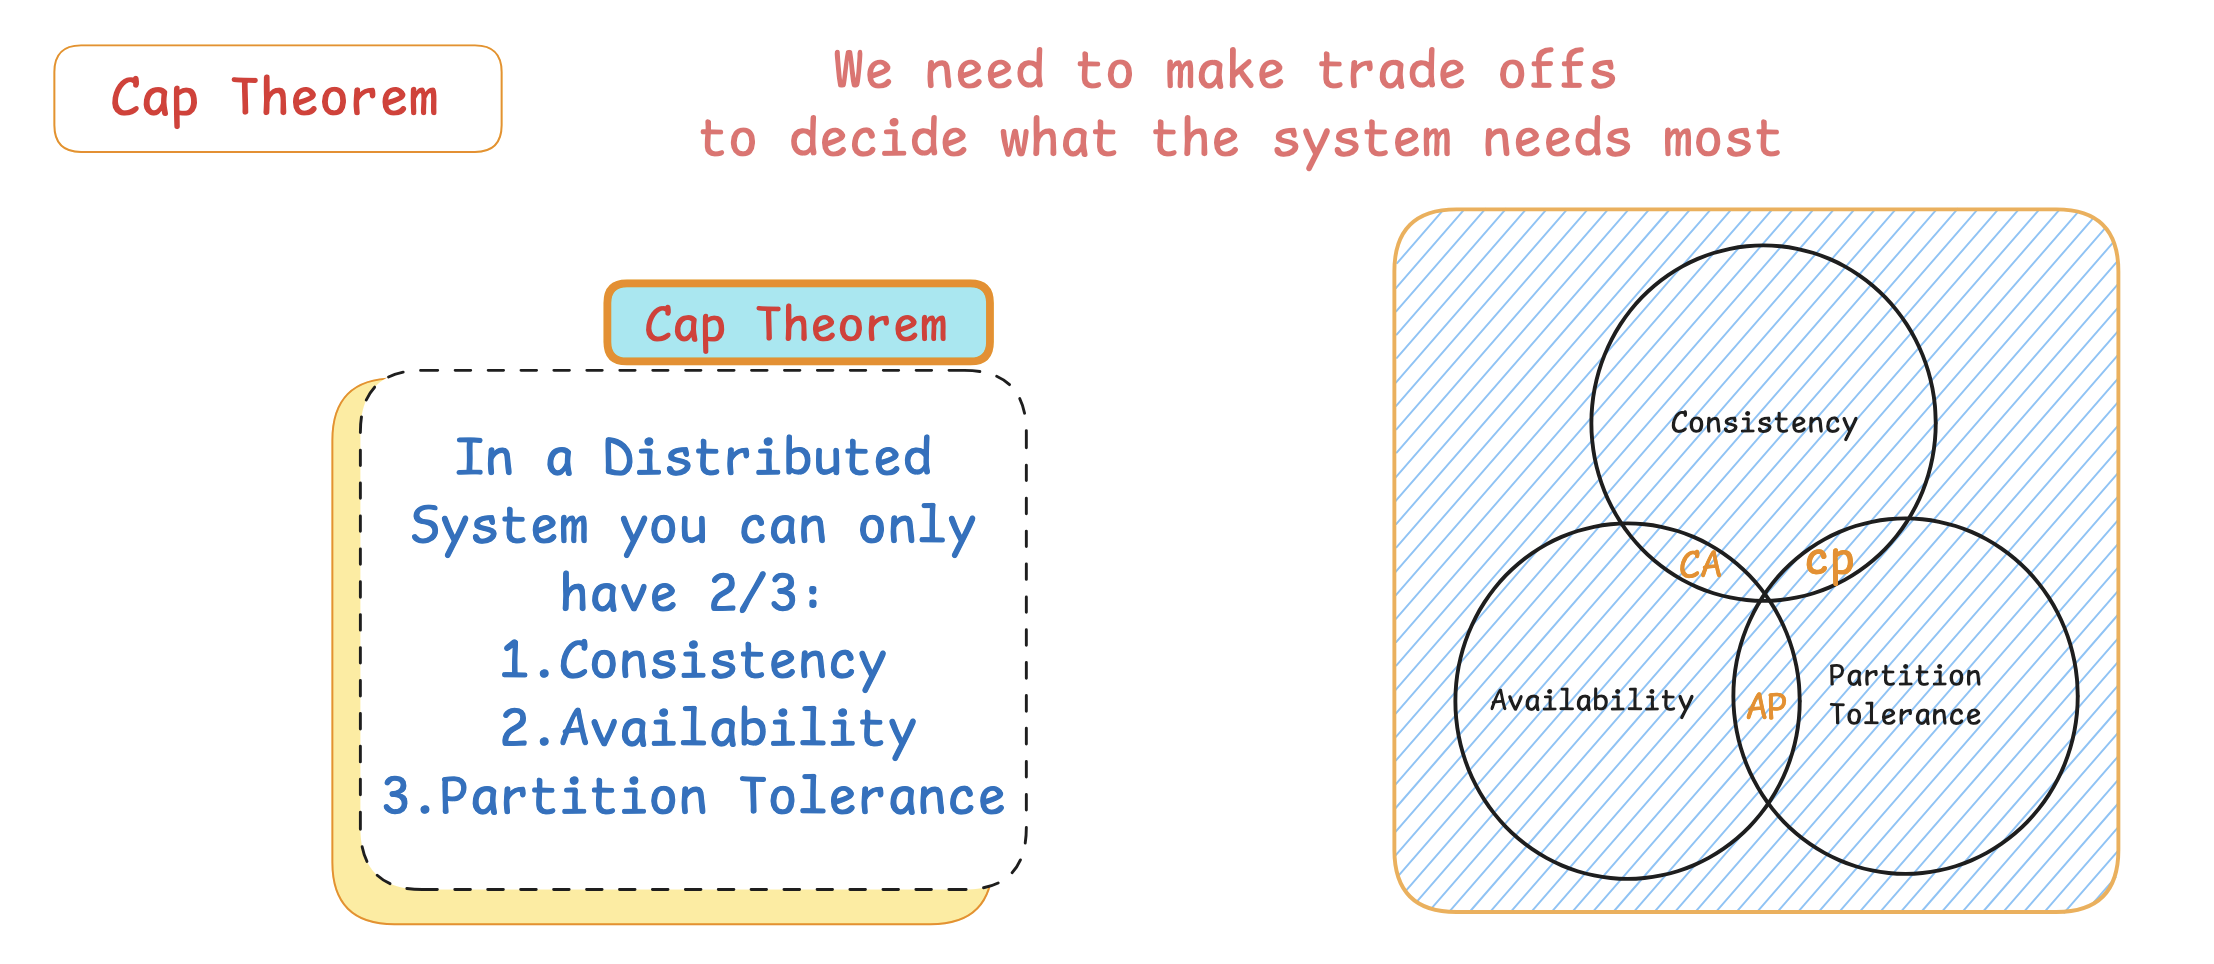 Cap Theorem
We need to make trade offs
to decide what the system needs most
Cap Theorem
In a Distributed
System you can only
have 2/3:
1.Consistency
2.Availability
3.Partition Tolerance
Consistency
CA
cp
Availability
AP
Partition
Tolerance